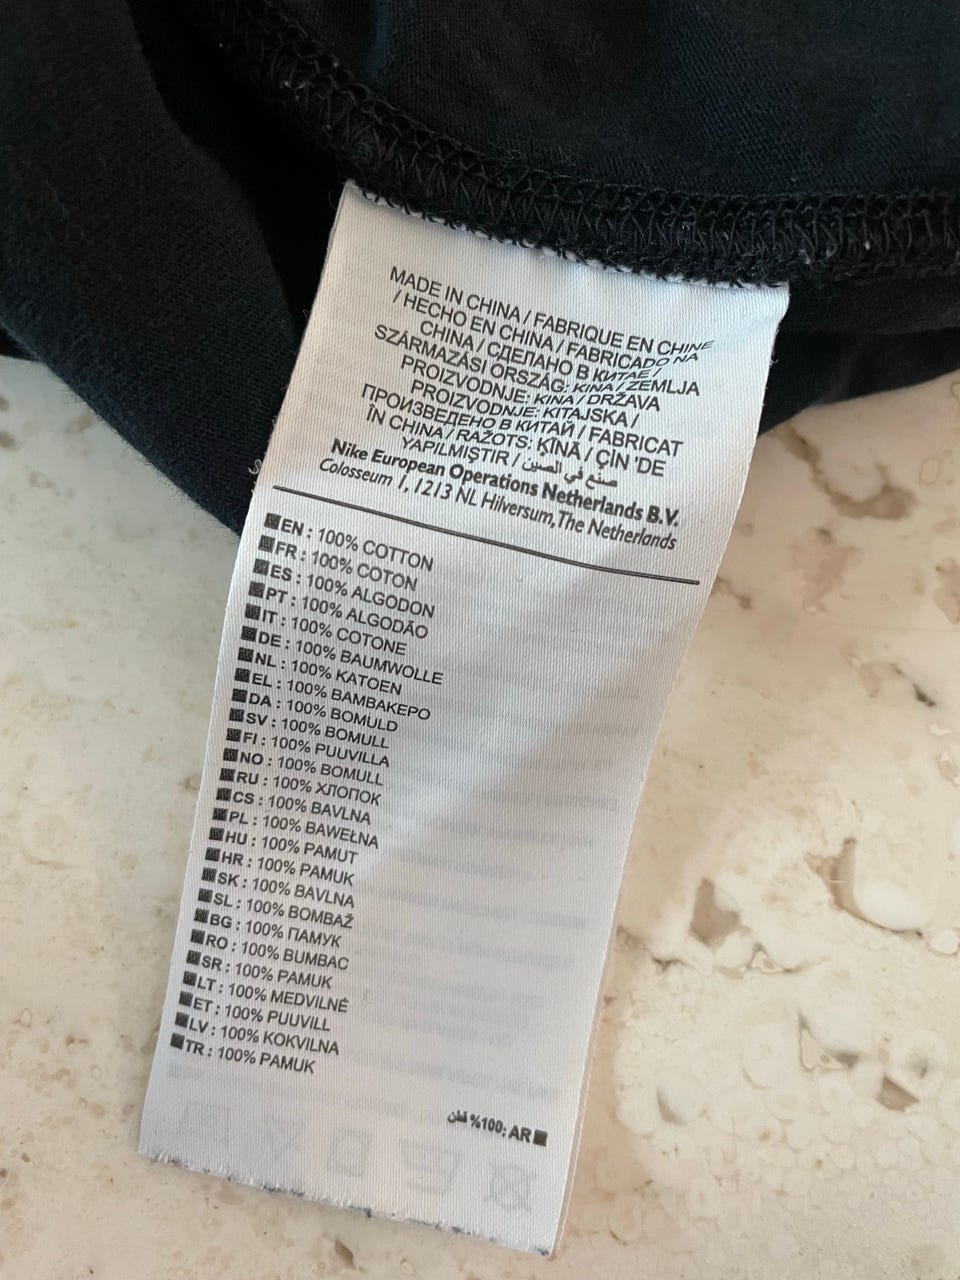 MADE IN CHINA / FABRIQUE EN CHINE
/ HECHO EN CHINA / FABRICADO NA
CHINA / СДЕЛАНО В КИТАЕ /
SZÁRMAZÁSI ORSZÁG: KINA / ZEMLJA
PROIZVODNJE: KINA / DRŽAVA
PROIZVODNJE: KITAJSKA /
ПРОИЗВЕДЕНО В КИТАЙ / FABRICAT
ÎN CHINA / RAŽOTS: ĶĪNA / ÇİN 'DE
YAPILMIŞTIR / صنع في الصين
Nike European Operations Netherlands B.V.
Colosseum 1, 1213 NL Hilversum, The Netherlands
EN : 100% COTTON
FR : 100% COTON
ES : 100% ALGODON
PT : 100% ALGODÃO
IT : 100% COTONE
DE : 100% BAUMWOLLE
NL : 100% KATOEN
EL : 100% ΒΑΜΒΑΚΕΡΟ
DA : 100% BOMULD
SV : 100% BOMULL
FI : 100% PUUVILLA
NO : 100% BOMULL
RU : 100% ХЛОПОК
CS : 100% BAVLNA
PL : 100% BAWEŁNA
HU : 100% PAMUT
HR : 100% PAMUK
SK : 100% BAVLNA
SL : 100% BOMBAŽ
BG : 100% ПАМУК
RO : 100% BUMBAC
SR : 100% PAMUK
LT : 100% MEDVILNĖ
ET : 100% PUUVILL
LV : 100% KOKVILNA
TR : 100% PAMUK
قطن %100: AR